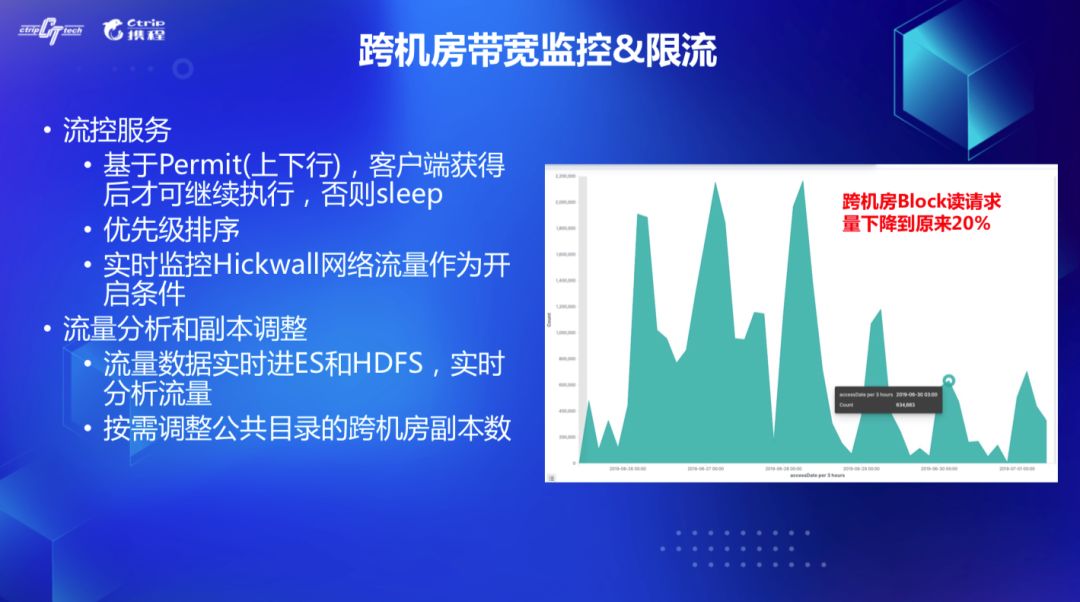 ctrip tech
Ctrip
携程
跨机房带宽监控&限流
• 流控服务
• 基于Permit(上下行)，客户端获得
后才可继续执行，否则sleep
• 优先级排序
• 实时监控Hickwall网络流量作为开
启条件
• 流量分析和副本调整
• 流量数据实时进ES和HDFS，实时
分析流量
• 按需调整公共目录的跨机房副本数
跨机房Block读请求
量下降到原来20%
2,200,000
2,000,000
1,800,000
1,600,000
1,400,000
1,200,000
1,000,000
800,000
600,000
400,000
200,000
0
Count
accessDate per 3 hours 2019-06-30 03:00
Count 634,883
2019-06-26 00:00 2019-06-27 00:00 2019-06-28 00:00 2019-06-29 00:00 2019-06-30 00:00 2019-07-01 00:00
accessDate per 3 hours